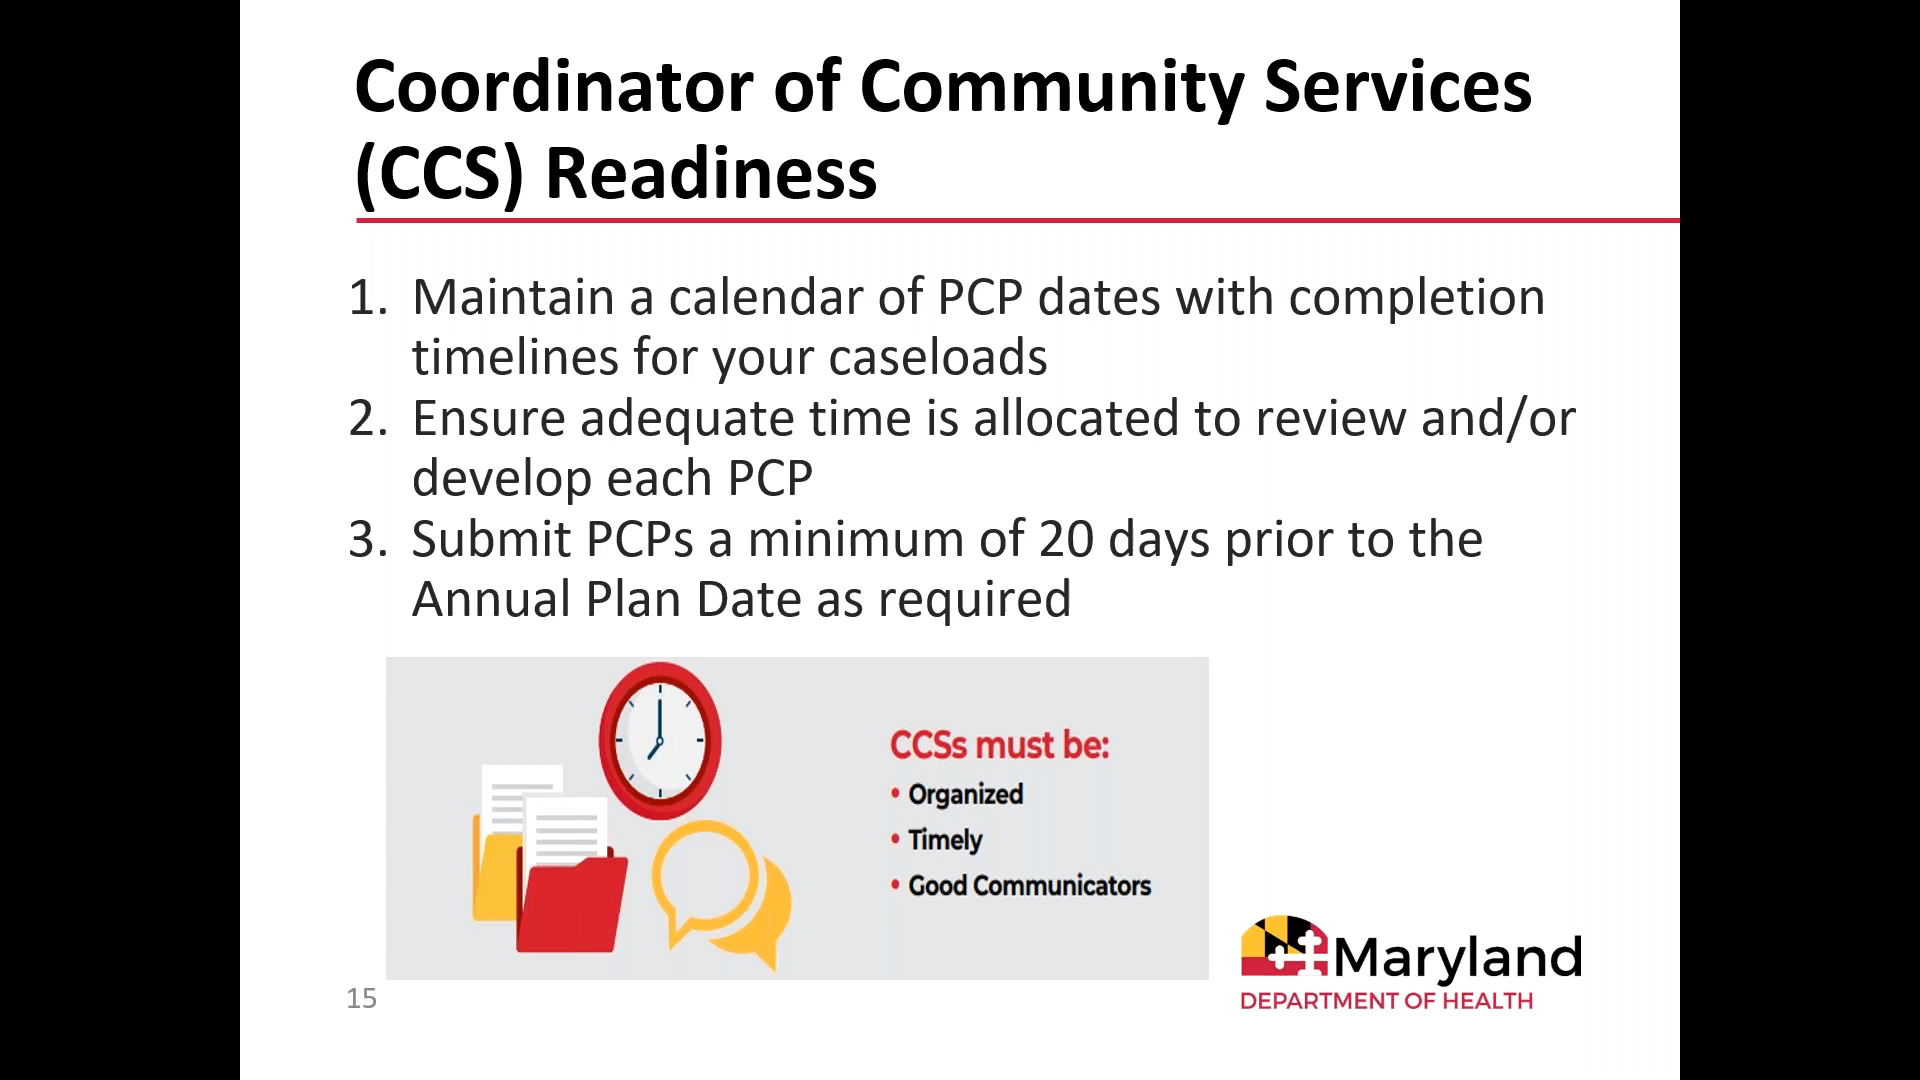 Coordinator of Community Services
(CCS) Readiness
1. Maintain a calendar of PCP dates with completion
timelines for your caseloads
2. Ensure adequate time is allocated to review and/or
develop each PCP
3. Submit PCPs a minimum of 20 days prior to the
Annual Plan Date as required
CCSs must be:
• Organized
• Timely
• Good Communicators
15
Maryland
DEPARTMENT OF HEALTH